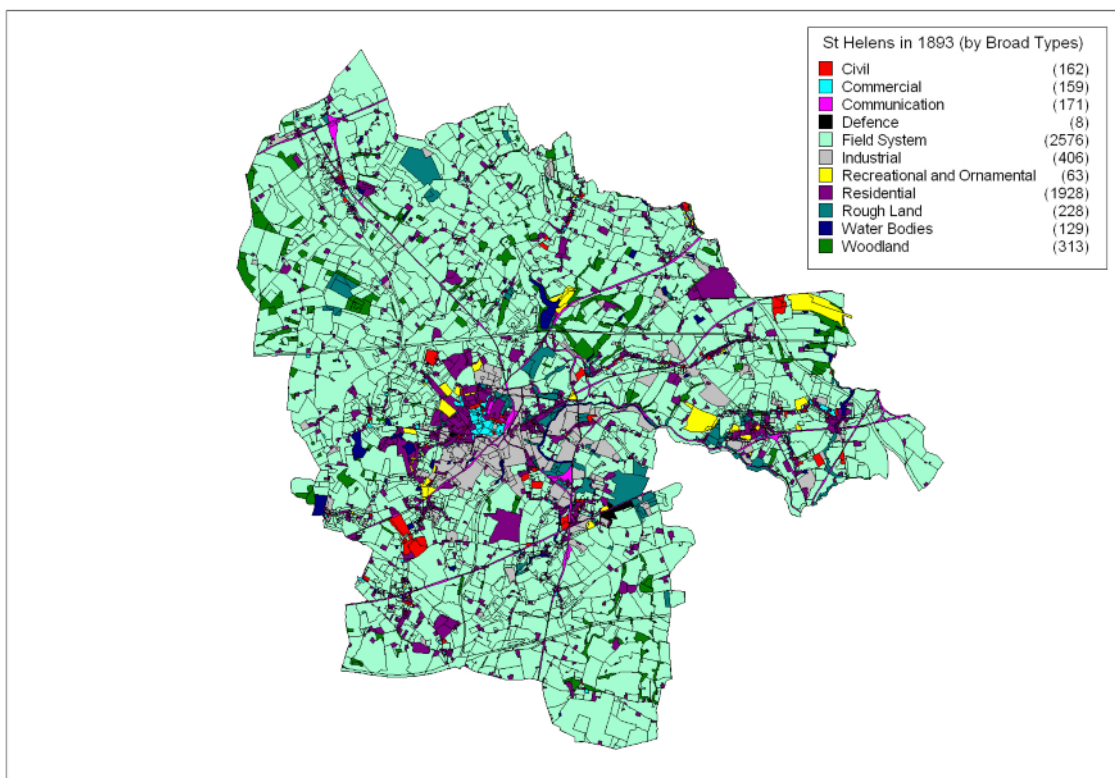 St Helens in 1893 (by Broad Types)
Civil (162)
Commercial (159)
Communication (171)
Defence (8)
Field System (2576)
Industrial (406)
Recreational and Ornamental (63)
Residential (1928)
Rough Land (228)
Water Bodies (129)
Woodland (313)